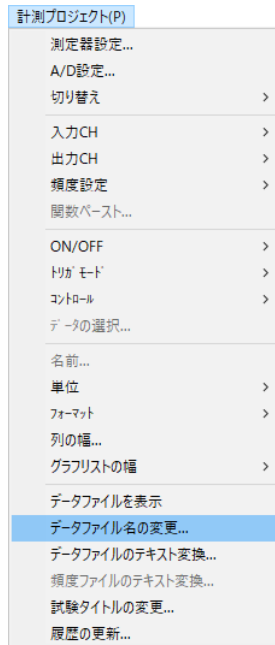 計測プロジェクト(P)
測定器設定...
A/D設定...
切り替え
入力CH
出力CH
頻度設定
関数ペースト...
ON/OFF
ﾄﾘｶﾞ ﾓｰﾄﾞ
ｺﾝﾄﾛｰﾙ
ﾃﾞｰﾀの選択...
名前...
単位
ﾌｫｰﾏｯﾄ
列の幅...
グラフリストの幅
データファイルを表示
データファイル名の変更...
データファイルのテキスト変換...
頻度ファイルのテキスト変換...
試験タイトルの変更...
履歴の更新...